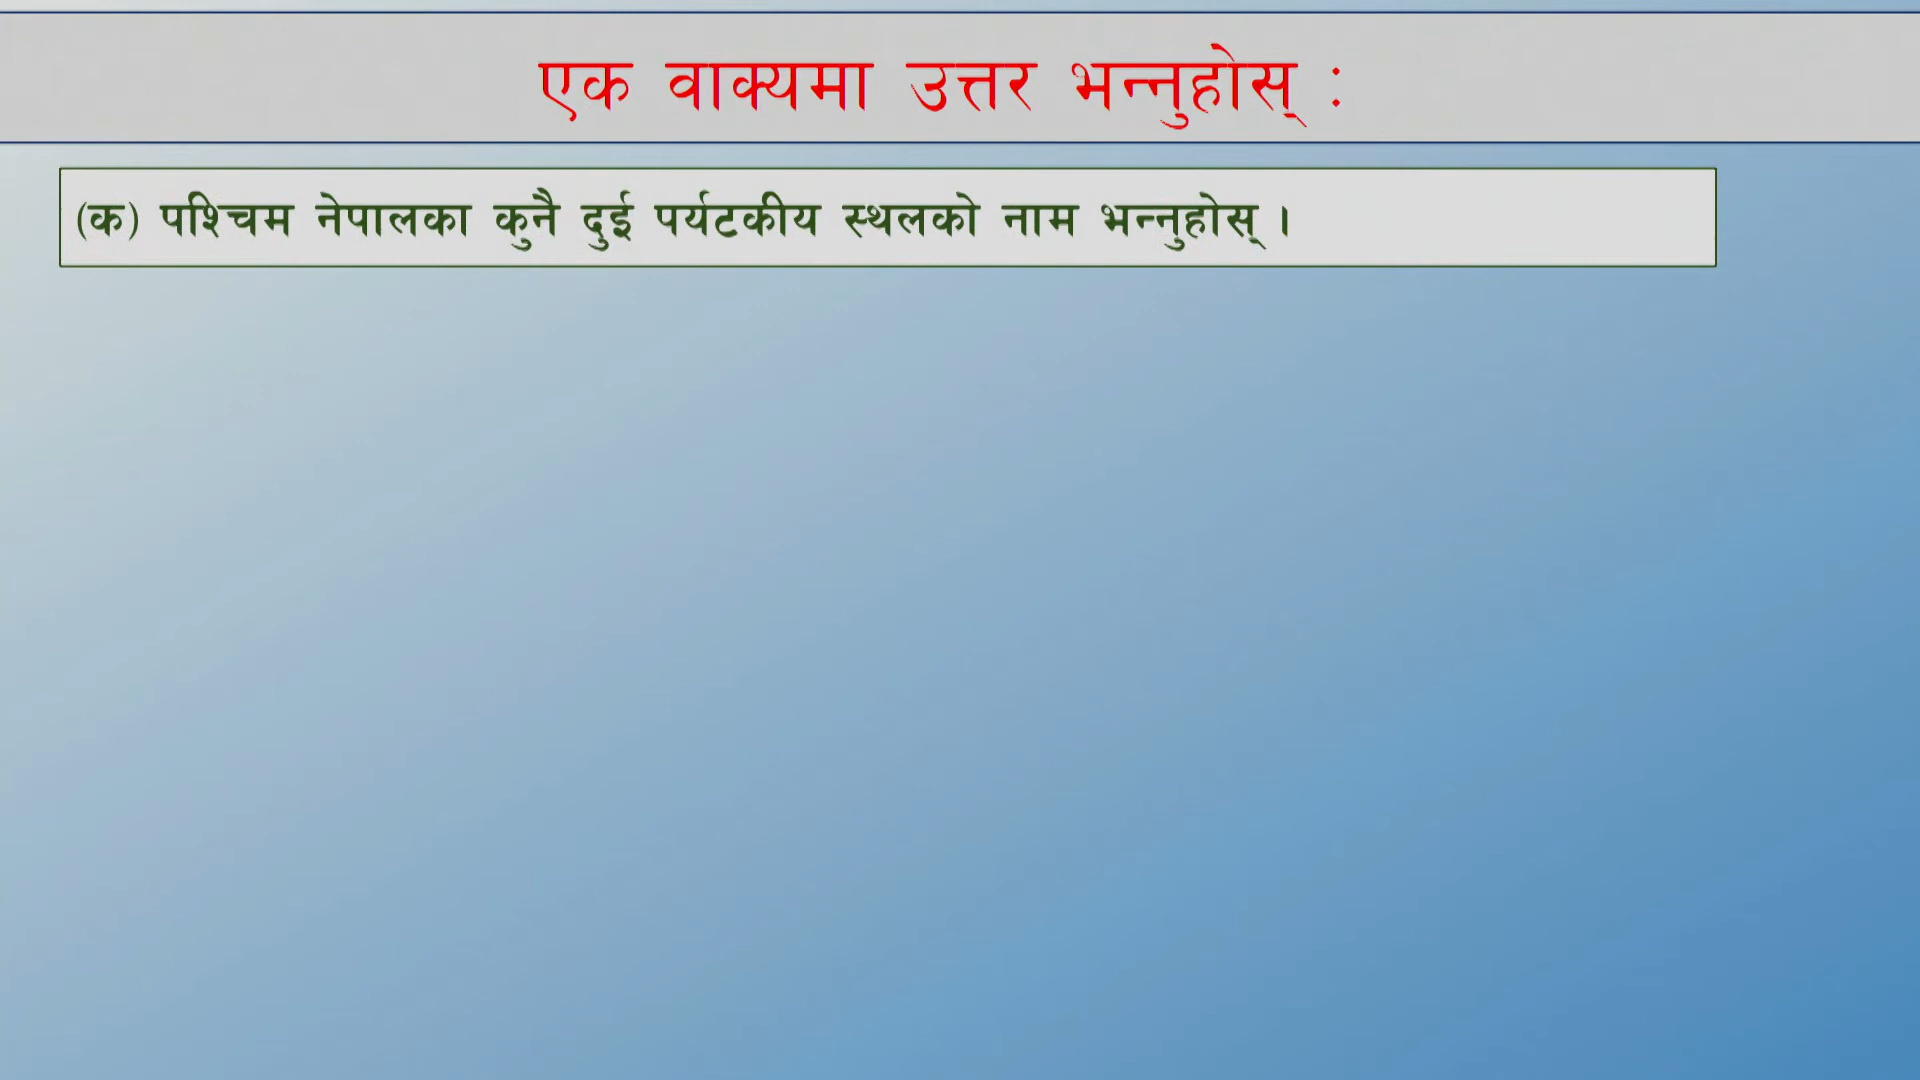 एक वाक्यमा उत्तर भन्नुहोस् :
(क) पश्चिम नेपालका कुनै दुई पर्यटकीय स्थलको नाम भन्नुहोस् ।